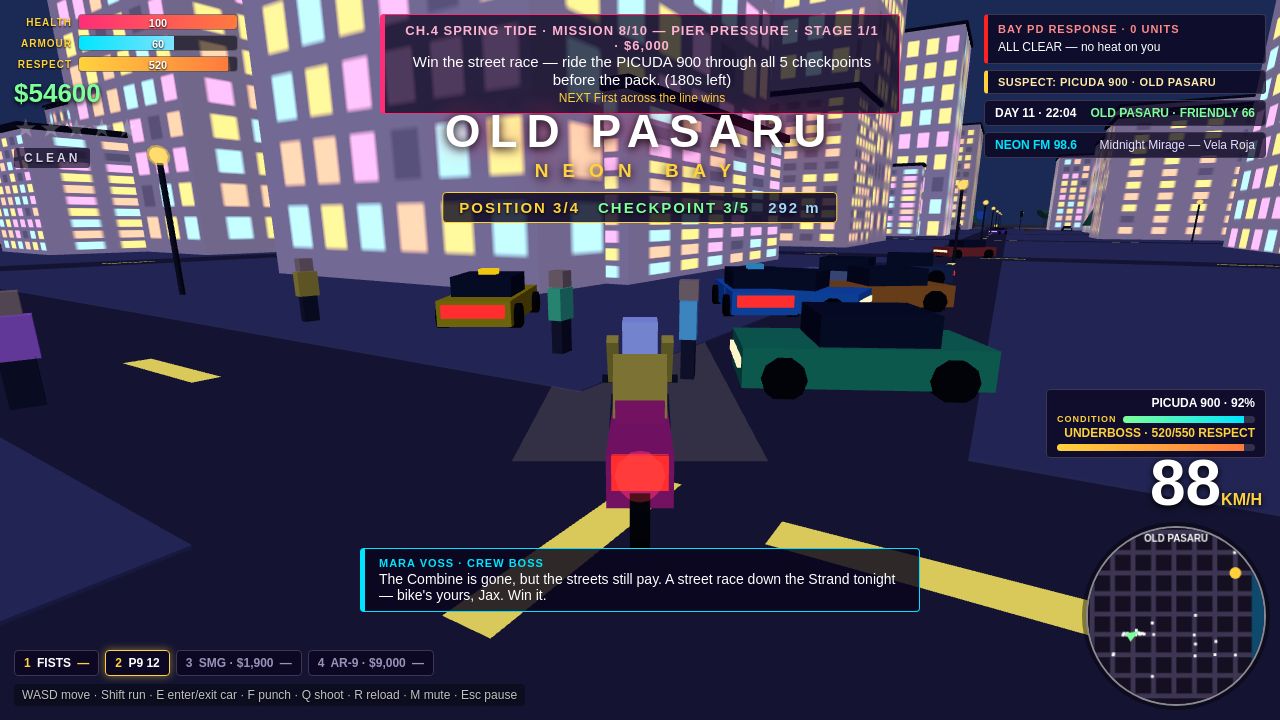 HEALTH 100
ARMOUR 60
RESPECT 520
$54600
CLEAN
CH.4 SPRING TIDE · MISSION 8/10 — PIER PRESSURE · STAGE 1/1
· $6,000
Win the street race — ride the PICUDA 900 through all 5 checkpoints
before the pack. (180s left)
NEXT First across the line wins
OLD PASARU
NEON BAY
POSITION 3/4 CHECKPOINT 3/5 292 m
BAY PD RESPONSE · 0 UNITS
ALL CLEAR — no heat on you
SUSPECT: PICUDA 900 · OLD PASARU
DAY 11 · 22:04 OLD PASARU · FRIENDLY 66
NEON FM 98.6 Midnight Mirage — Vela Roja
PICUDA 900 · 92%
CONDITION
UNDERBOSS · 520/550 RESPECT
88 KM/H
OLD PASARU
MARA VOSS · CREW BOSS
The Combine is gone, but the streets still pay. A street race down the Strand tonight
— bike's yours, Jax. Win it.
1 FISTS —
2 P9 12
3 SMG · $1,900 —
4 AR-9 · $9,000 —
WASD move · Shift run · E enter/exit car · F punch · Q shoot · R reload · M mute · Esc pause